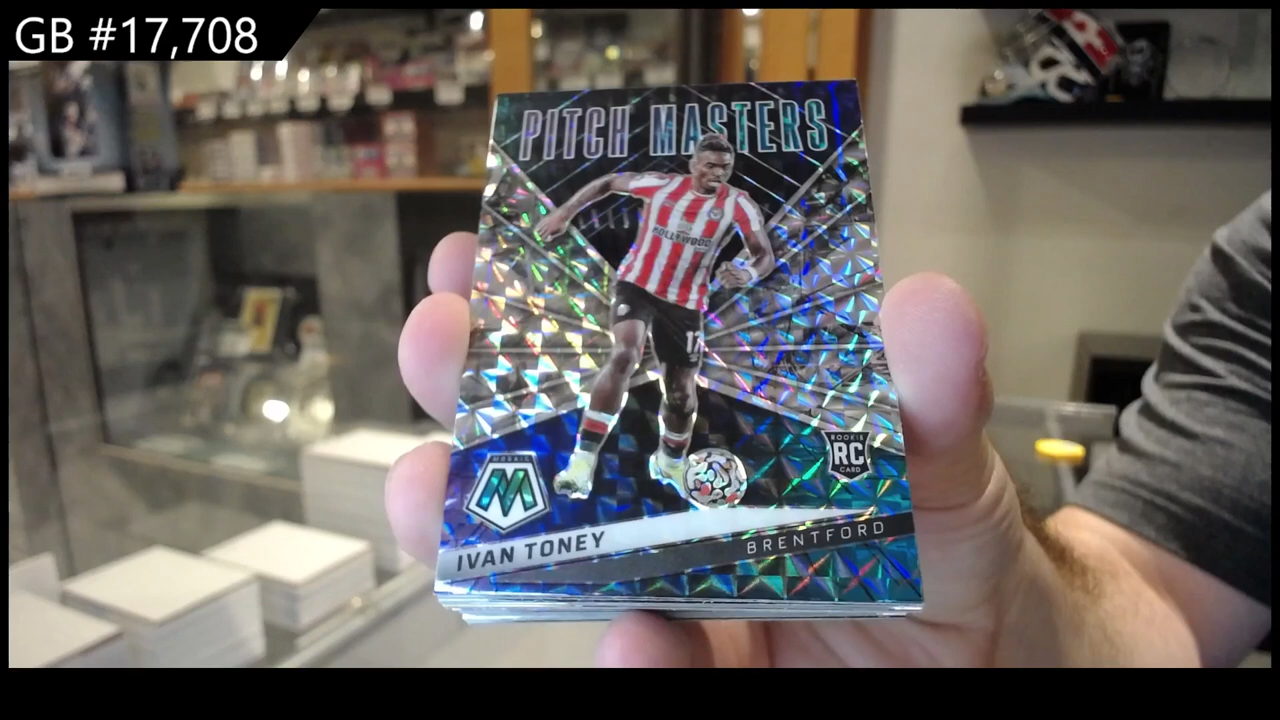 GB #17,708
PITCH MASTERS
HOLLYWOOD
17
ROOKIE
RC
CARD
MOSAIC
M
IVAN TONEY
BRENTFORD